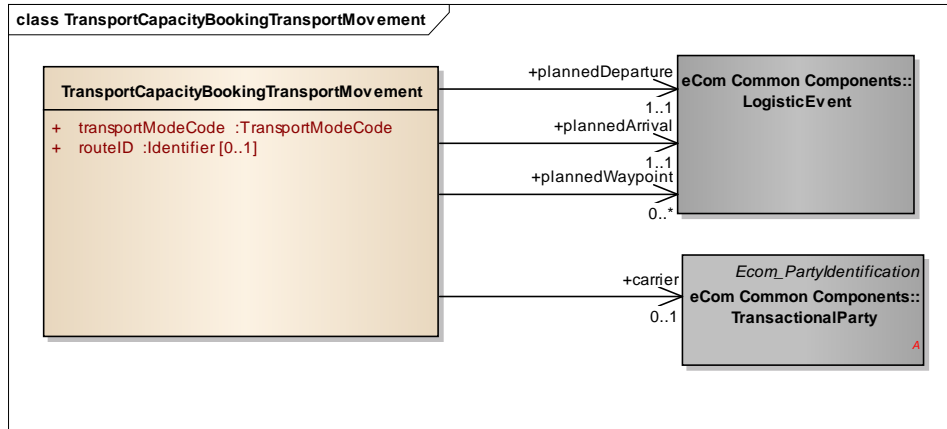 class TransportCapacityBookingTransportMovement
TransportCapacityBookingTransportMovement
+ transportModeCode :TransportModeCode
+ routeID :Identifier [0..1]
+plannedDeparture
1..1
+plannedArrival
1..1
+plannedWaypoint
0..*
eCom Common Components::
LogisticEvent
+carrier
0..1
Ecom_PartyIdentification
eCom Common Components::
TransactionalParty
A